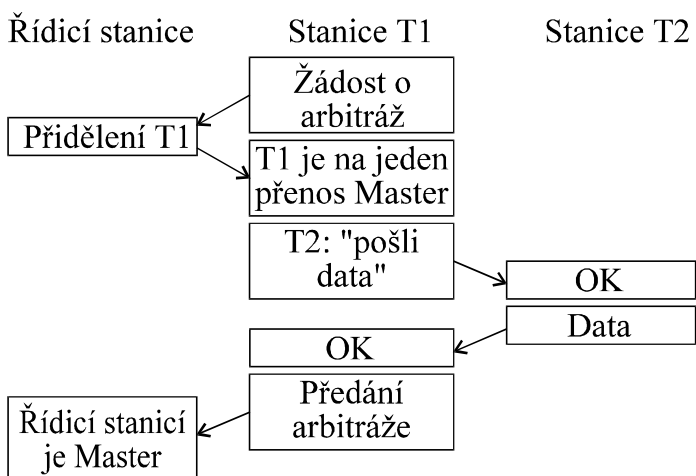 Řídicí stanice
Stanice T1
Stanice T2
Žádost o
arbitráž
Přidělení T1
T1 je na jeden
přenos Master
T2: "pošli
data"
OK
Data
OK
Předání
arbitráže
Řídicí stanicí
je Master